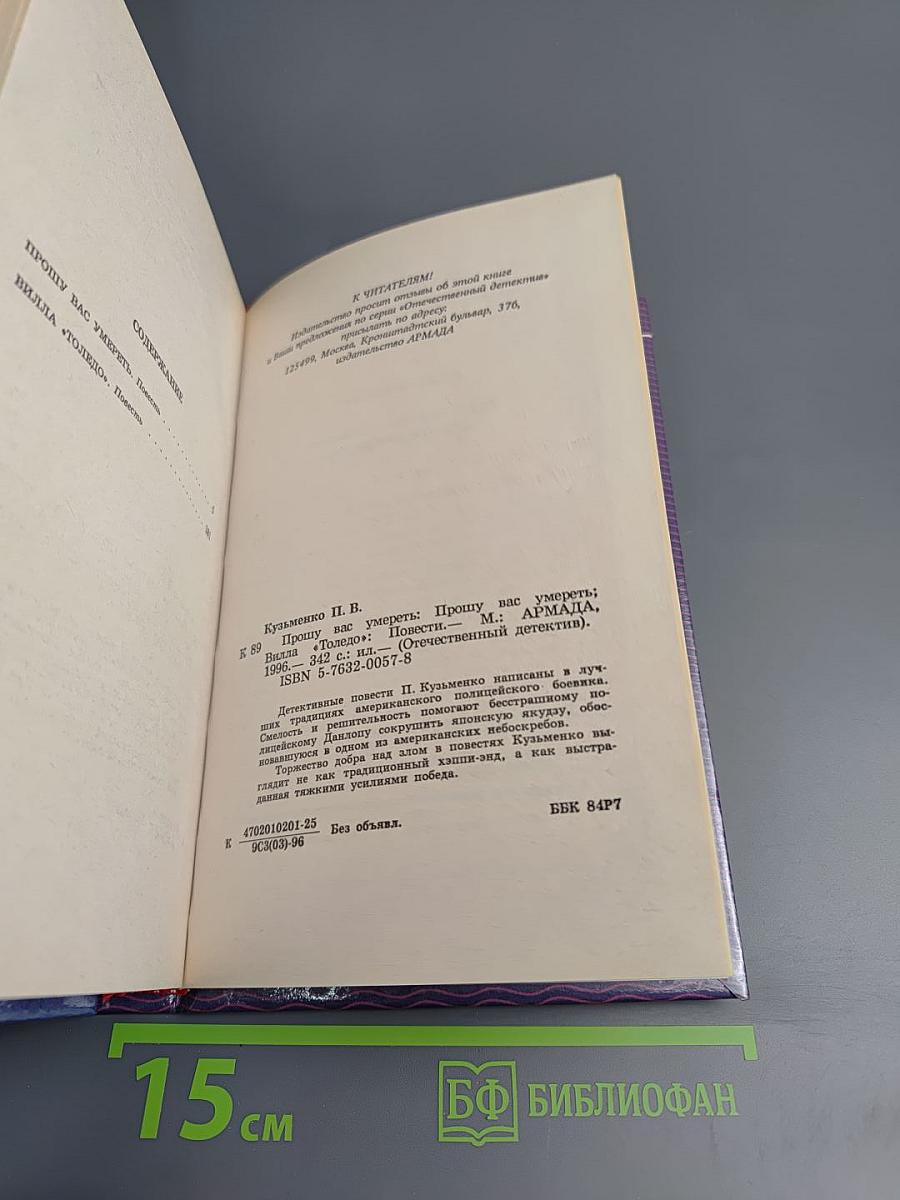 СОДЕРЖАНИЕ
ПРОШУ ВАС УМЕРЕТЬ. Повесть
ВИЛЛА «ТОЛЕДО». Повесть
К ЧИТАТЕЛЯМ!
Издательство просит отзывы об этой книге
и Ваши предложения по серии «Отечественный детектив»
присылать по адресу:
125499, Москва, Кронштадтский бульвар, 37б,
издательство АРМАДА
Кузьменко П. В.
К 89 Прошу вас умереть: Прошу вас умереть;
Вилла «Толедо»: Повести.— М.: АРМАДА,
1996.— 342 с.: ил.— (Отечественный детектив).
ISBN 5-7632-0057-8
Детективные повести П. Кузьменко написаны в луч-
ших традициях американского полицейского боевика.
Смелость и решительность помогают бесстрашному по-
лицейскому Данлопу сокрушить японскую якудзу, обос-
новавшуюся в одном из американских небоскребов.
Торжество добра над злом в повестях Кузьменко вы-
глядит не как традиционный хэппи-энд, а как выстра-
данная тяжкими усилиями победа.
К 4702010201-25 Без объявл.
9С3(03)-96
ББК 84Р7
15 см
БФ БИБЛИОФАН